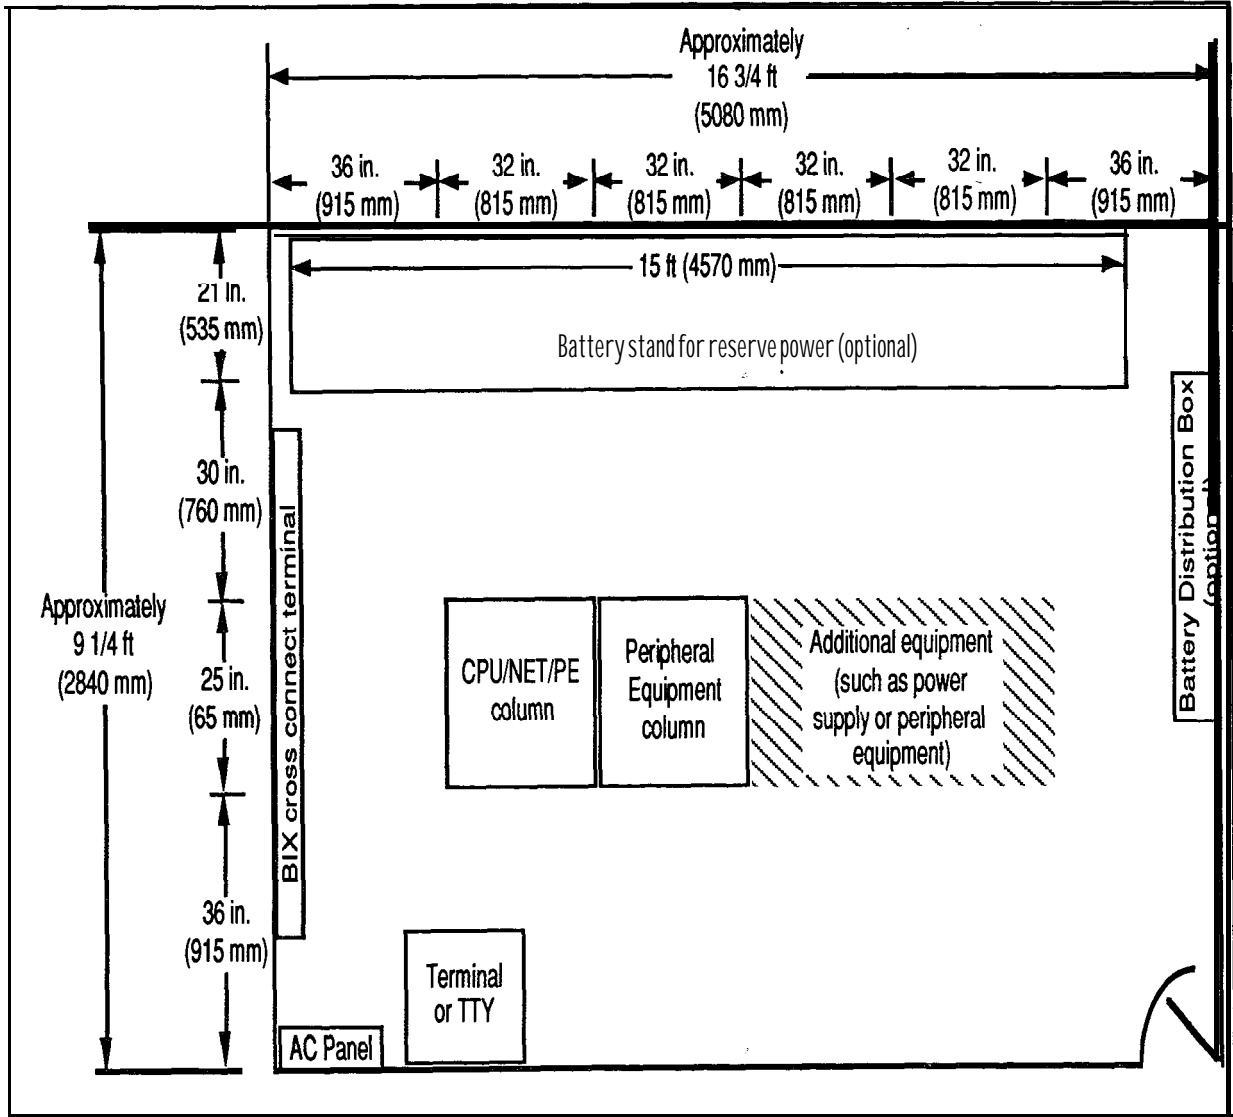 Approximately
16 3/4 ft
(5080 mm)
36 in.
(915 mm)
32 in.
(815 mm)
32 in.
(815 mm)
32 in.
(815 mm)
32 in.
(815 mm)
36 in.
(915 mm)
15 ft (4570 mm)
21 in.
(535 mm)
Battery stand for reserve power (optional)
30 in.
(760 mm)
Approximately
9 1/4 ft
(2840 mm)
25 in.
(65 mm)
36 in.
(915 mm)
BIX cross connect terminal
CPU/NET/PE
column
Peripheral
Equipment
column
Additional equipment
(such as power
supply or peripheral
equipment)
Battery Distribution Box
(option
Terminal
or TTY
AC Panel